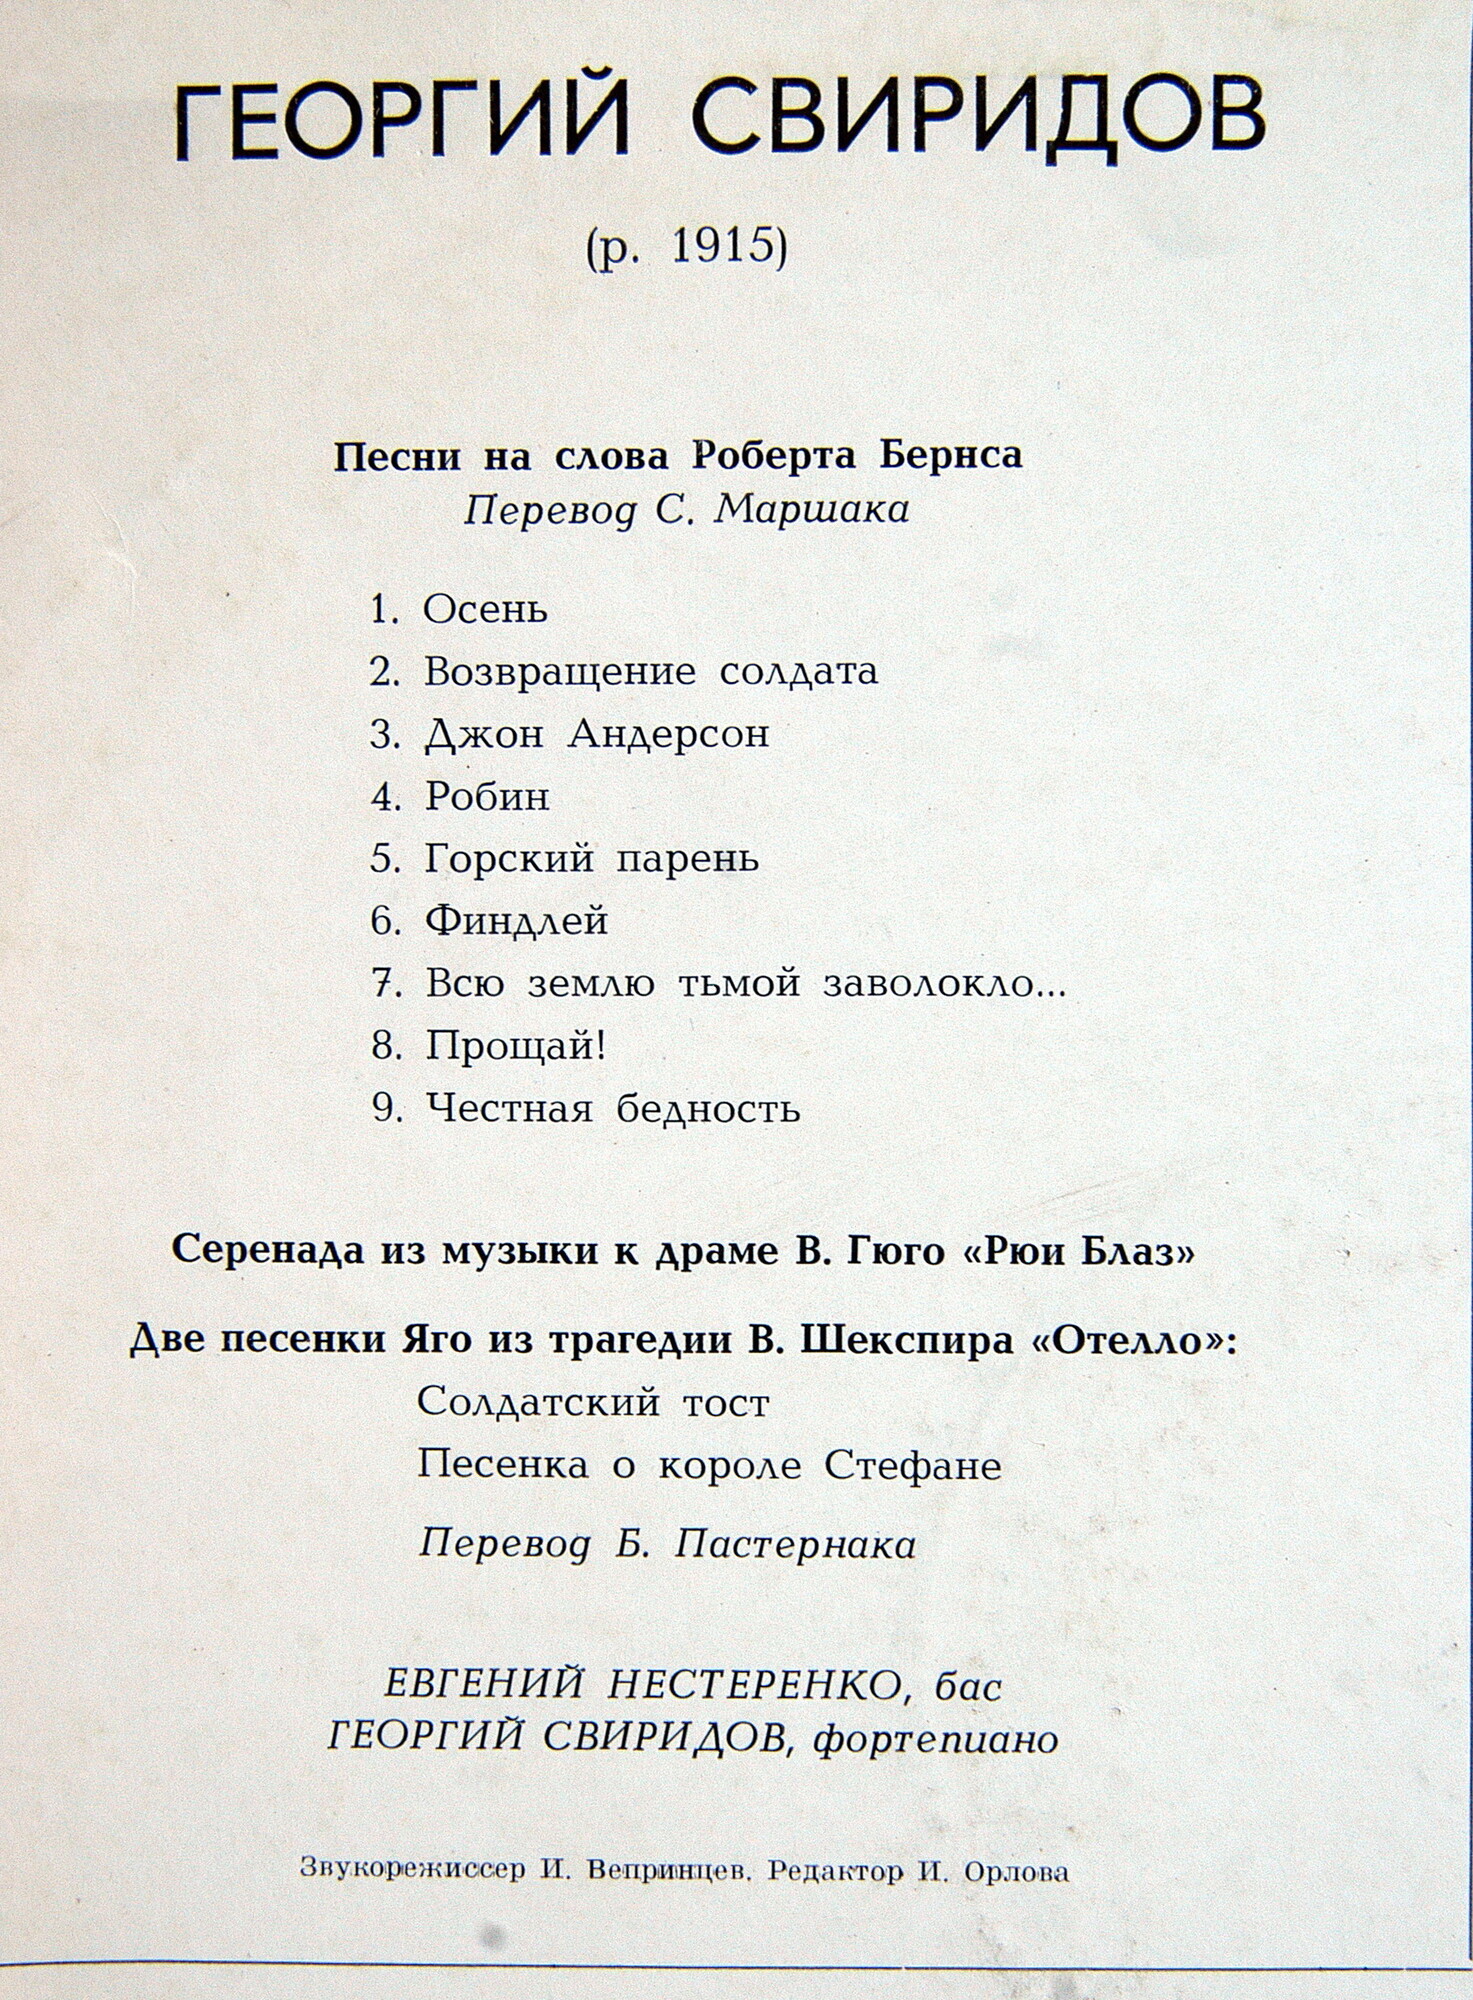 ГЕОРГИЙ СВИРИДОВ
(р. 1915)
Песни на слова Роберта Бернса
Перевод С. Маршака
1. Осень
2. Возвращение солдата
3. Джон Андерсон
4. Робин
5. Горский парень
6. Финдлей
7. Всю землю тьмой заволокло...
8. Прощай!
9. Честная бедность
Серенада из музыки к драме В. Гюго «Рюи Блаз»
Две песенки Яго из трагедии В. Шекспира «Отелло»:
Солдатский тост
Песенка о короле Стефане
Перевод Б. Пастернака
ЕВГЕНИЙ НЕСТЕРЕНКО, бас
ГЕОРГИЙ СВИРИДОВ, фортепиано
Звукорежиссер И. Вепринцев. Редактор И. Орлова